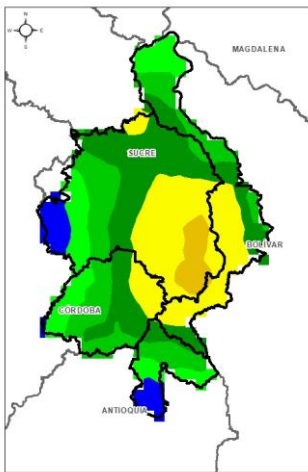 N
W E
S
MAGDALENA
SUCRE
BOLIVAR
CORDOBA
ANTIOQUIA